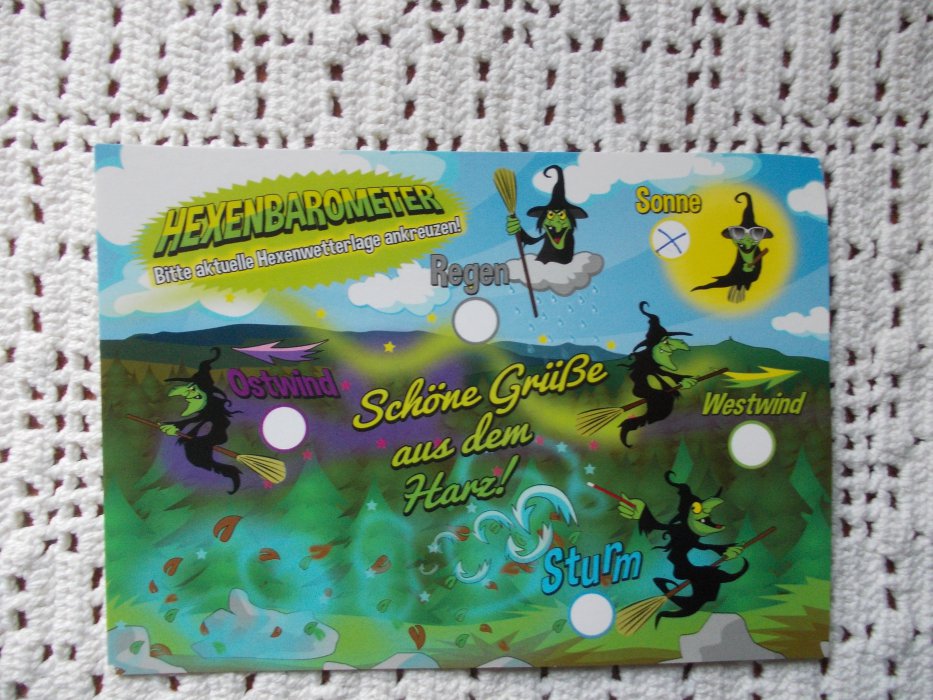 HEXENBAROMETER
Bitte aktuelle Hexenwetterlage ankreuzen!
Sonne
Regen
Ostwind
Westwind
Schöne Grüße
aus dem
Harz!
Sturm